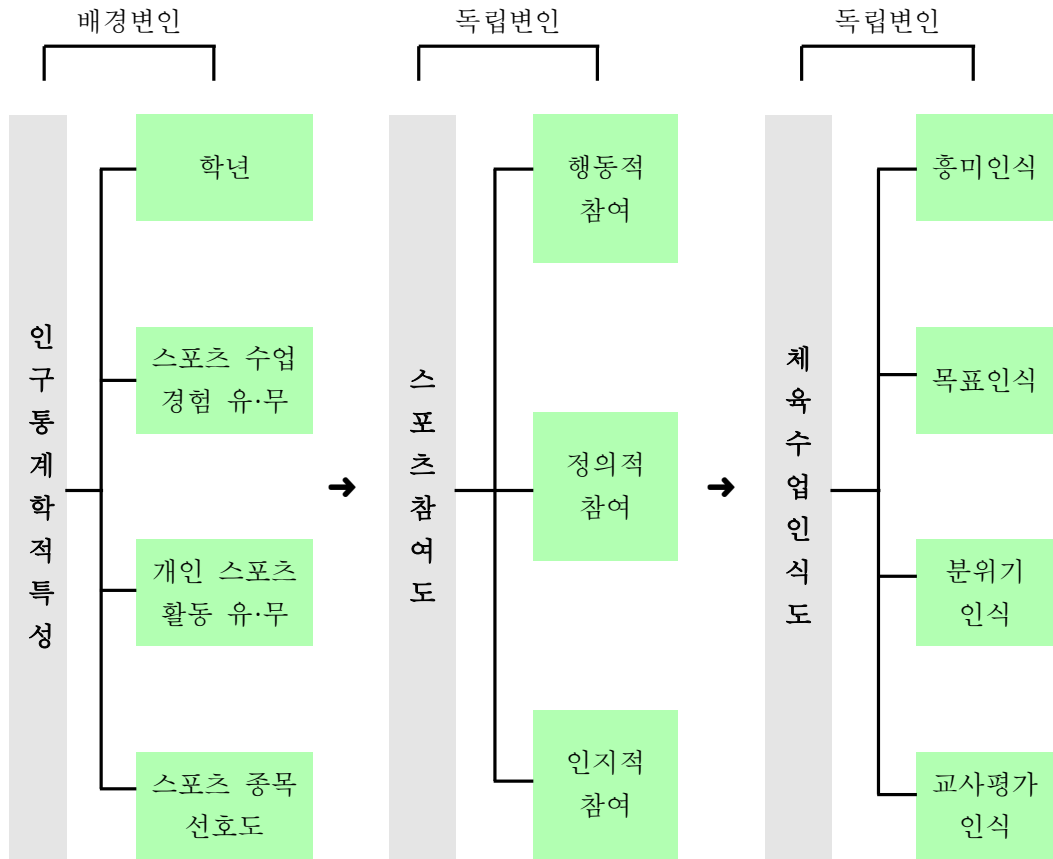 배경변인
독립변인
독립변인
인구통계학적특성
학년
스포츠 수업
경험 유·무
개인 스포츠
활동 유·무
스포츠 종목
선호도
스포츠참여도
행동적
참여
정의적
참여
인지적
참여
체육수업인식도
흥미인식
목표인식
분위기
인식
교사평가
인식